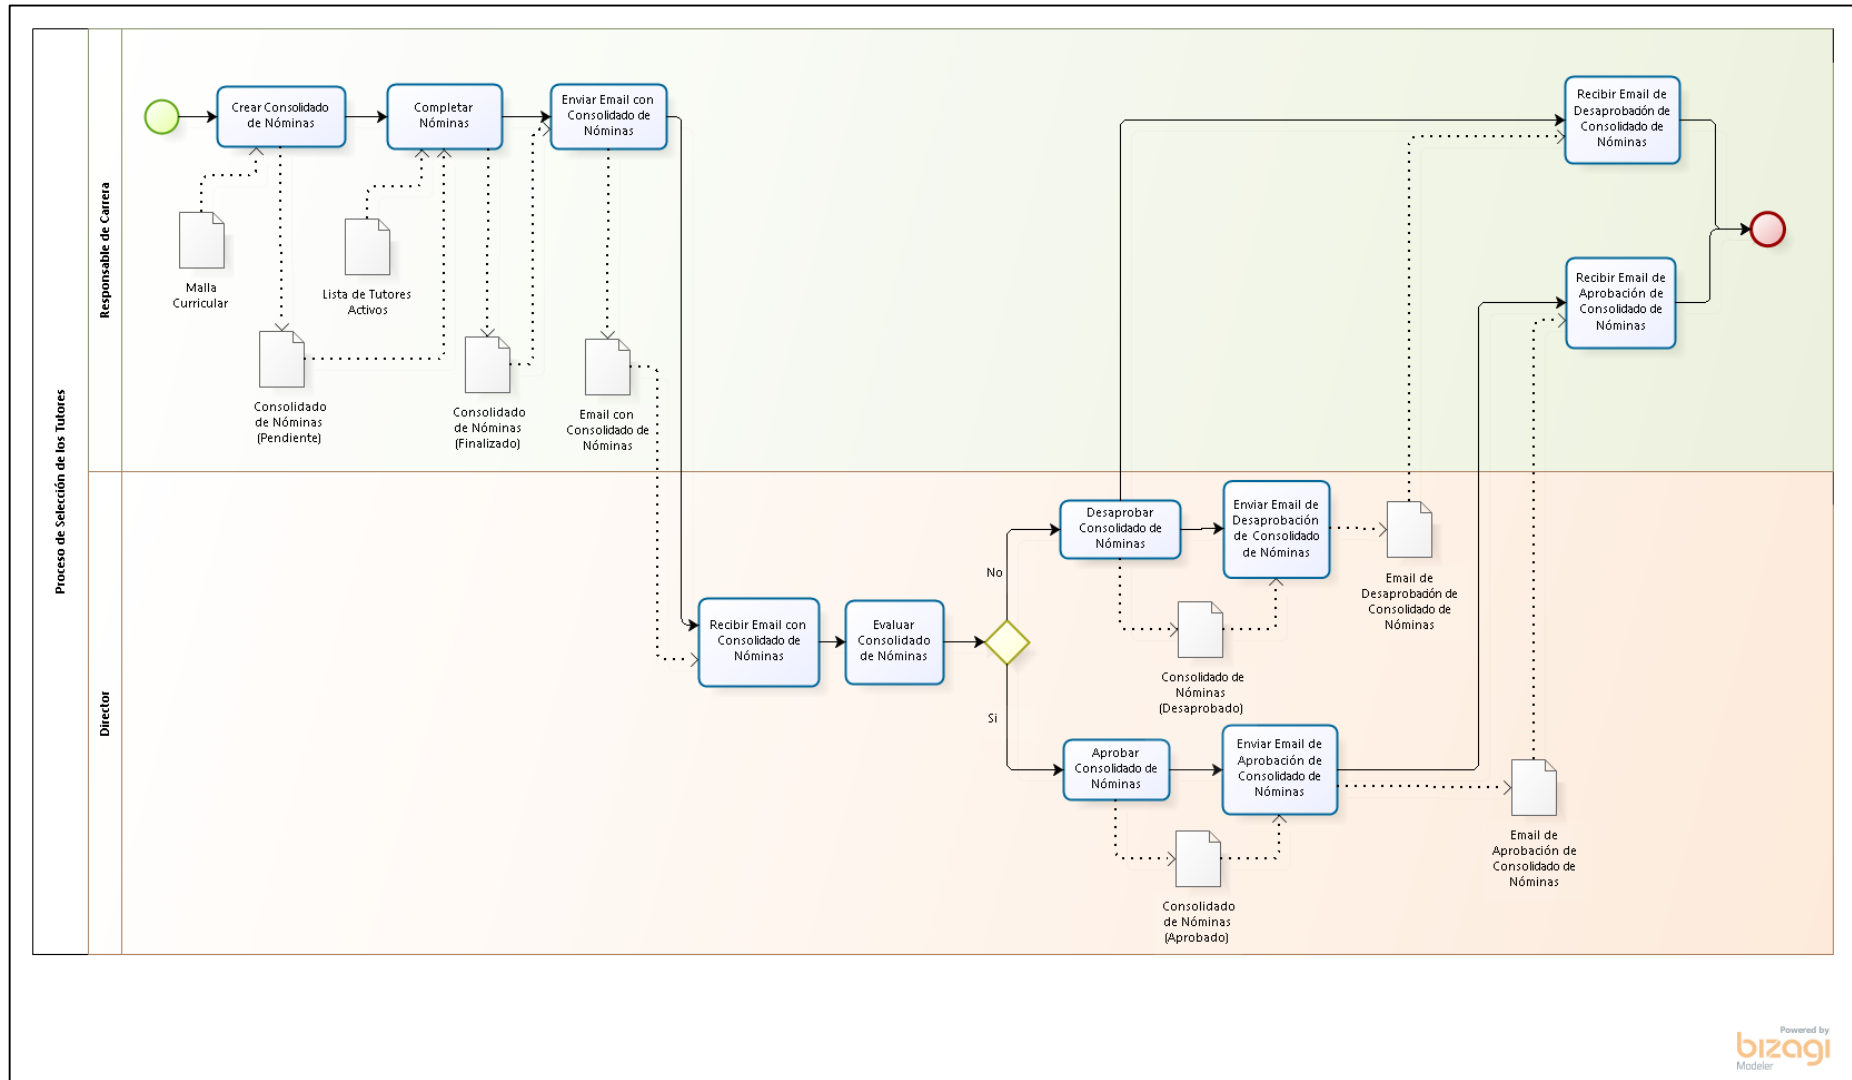 Proceso de Selección de los Tutores
Responsable de Carrera
Crear Consolidado
de Nóminas
Completar
Nóminas
Enviar Email con
Consolidado de
Nóminas
Malla
Curricular
Lista de Tutores
Activos
Consolidado
de Nóminas
(Pendiente)
Consolidado
de Nóminas
(Finalizado)
Email con
Consolidado de
Nóminas
Recibir Email de
Desaprobación de
Consolidado de
Nóminas
Recibir Email de
Aprobación de
Consolidado de
Nóminas
Director
Recibir Email con
Consolidado de
Nóminas
Evaluar
Consolidado
de Nóminas
No
Si
Desaprobar
Consolidado de
Nóminas
Enviar Email de
Desaprobación
de Consolidado
de Nóminas
Email de
Desaprobación de
Consolidado de
Nóminas
Consolidado de
Nóminas
(Desaprobado)
Aprobar
Consolidado de
Nóminas
Enviar Email de
Aprobación de
Consolidado de
Nóminas
Email de
Aprobación de
Consolidado de
Nóminas
Consolidado
de Nóminas
(Aprobado)
Powered by
bizagi
Modeler